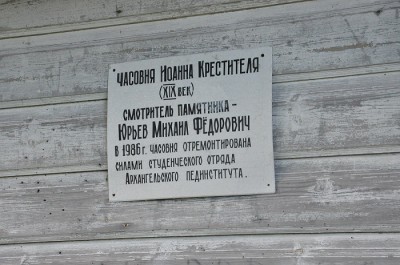 Часовня Иоанна Крестителя
(XIX век)
смотритель памятника –
Юрьев Михаил Фёдорович
в 1986 г. часовня отремонтирована
силами студенческого отряда
Архангельского пединститута.